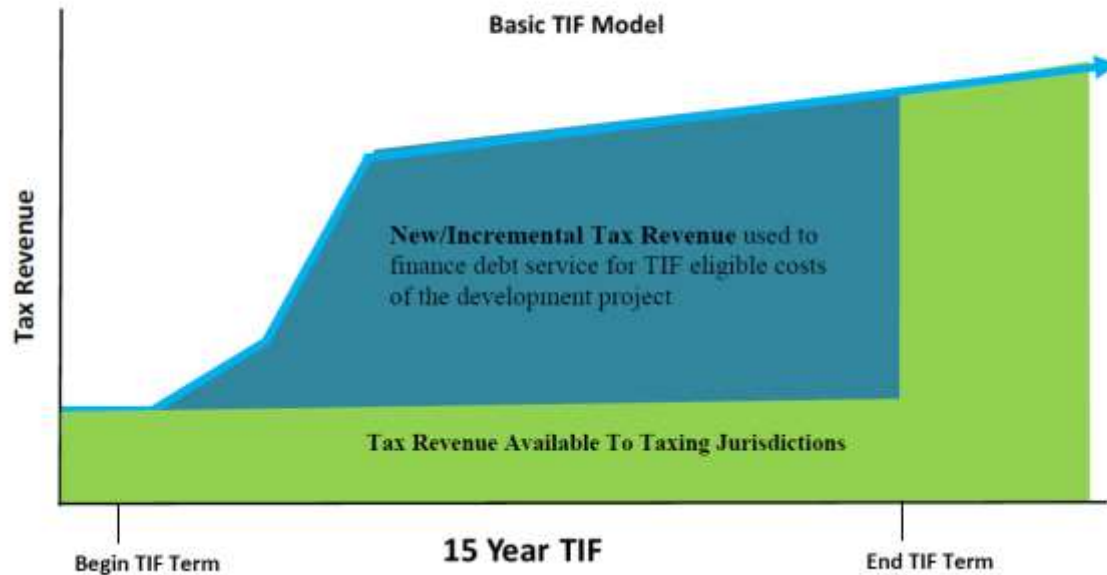 Basic TIF Model
Tax Revenue
New/Incremental Tax Revenue used to
finance debt service for TIF eligible costs
of the development project
Tax Revenue Available To Taxing Jurisdictions
Begin TIF Term
15 Year TIF
End TIF Term